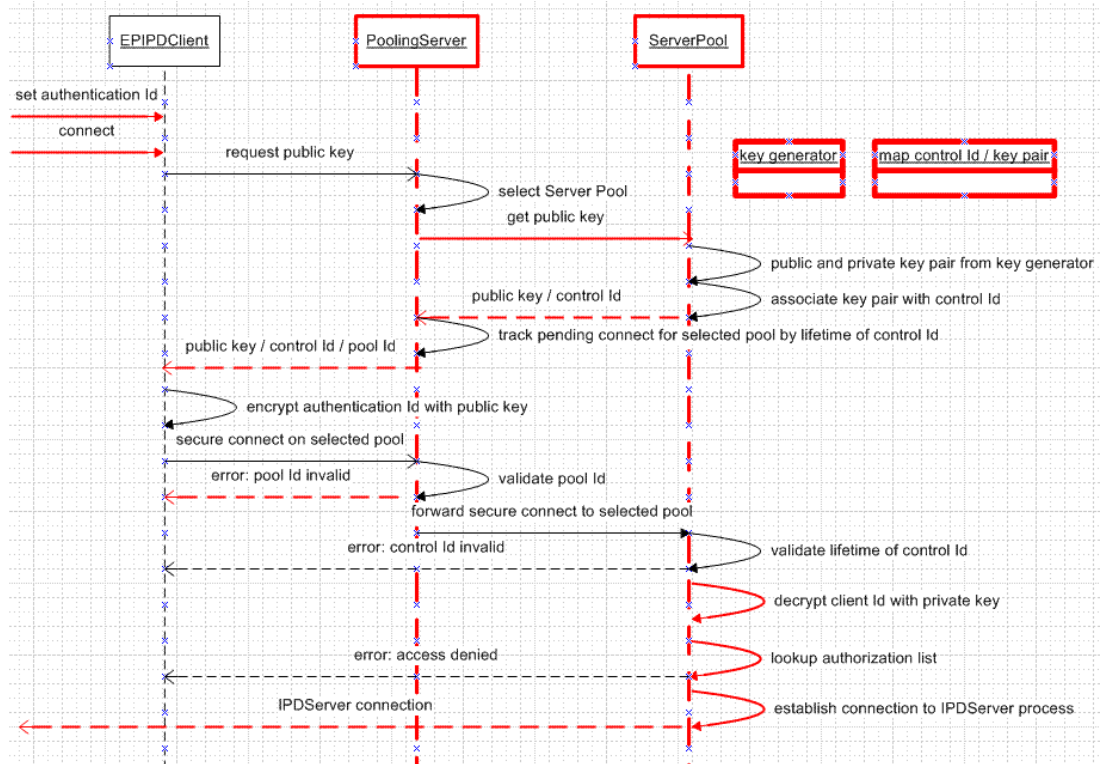 EPIPDClient
PoolingServer
ServerPool
set authentication Id
connect
request public key
key generator
map control Id / key pair
select Server Pool
get public key
public and private key pair from key generator
public key / control Id
associate key pair with control Id
track pending connect for selected pool by lifetime of control Id
public key / control Id / pool Id
encrypt authentication Id with public key
secure connect on selected pool
error: pool Id invalid
validate pool Id
forward secure connect to selected pool
error: control Id invalid
validate lifetime of control Id
decrypt client Id with private key
error: access denied
lookup authorization list
IPDServer connection
establish connection to IPDServer process